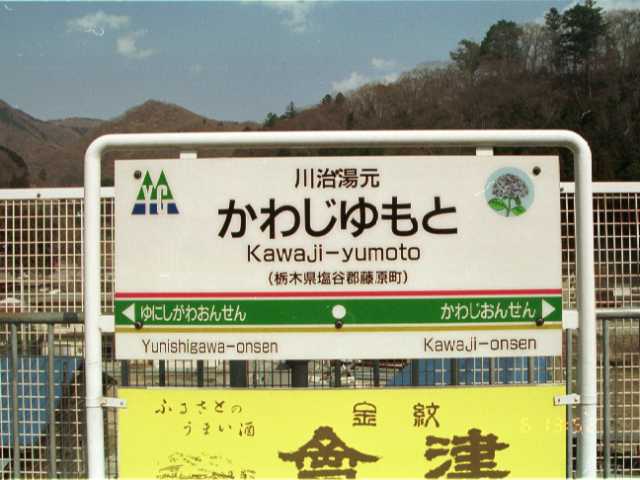 YG
川治湯元
かわじゆもと
Kawaji-yumoto
(栃木県塩谷郡藤原町)
ゆにしがわおんせん
かわじおんせん
Yunishigawa-onsen
Kawaji-onsen
ふるさとの
うまい酒
金紋
會津